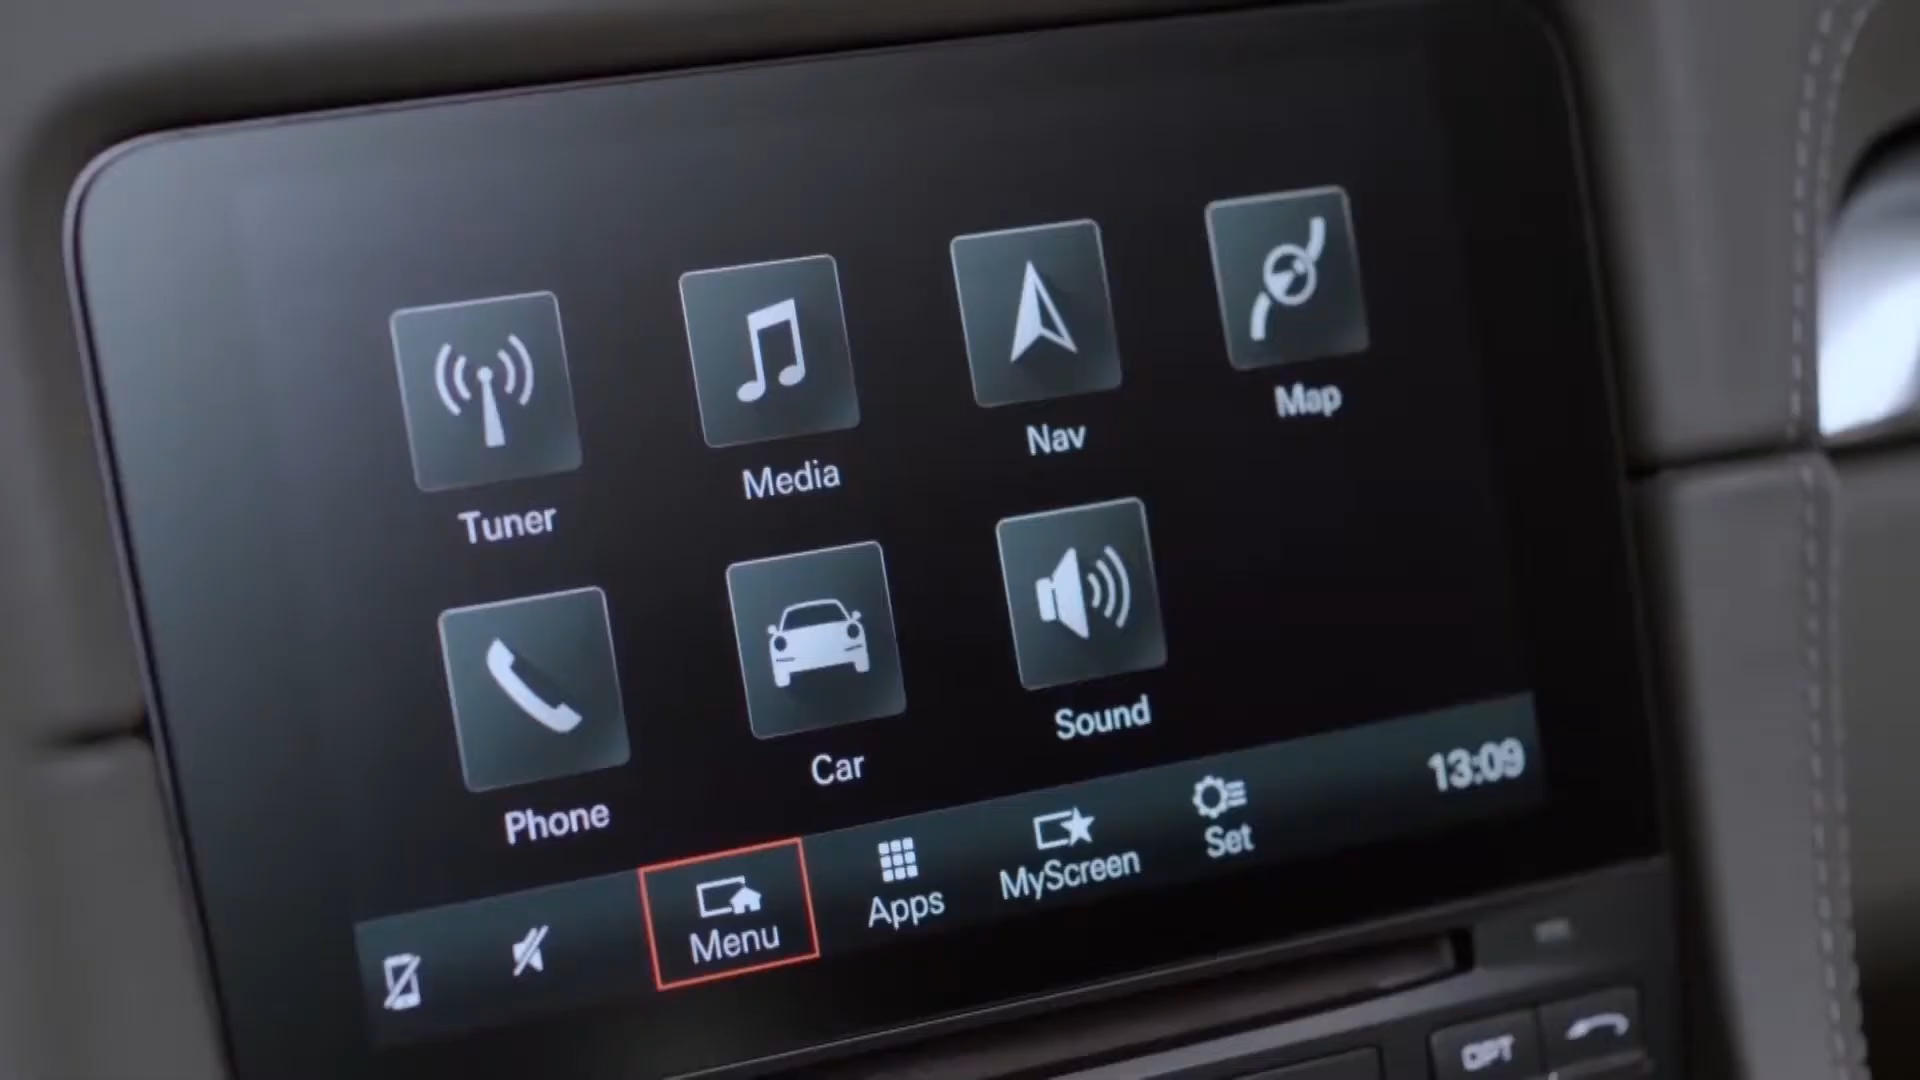 Tuner
Media
Nav
Map
Phone
Car
Sound
Menu
Apps
MyScreen
Set
13:09
OPT